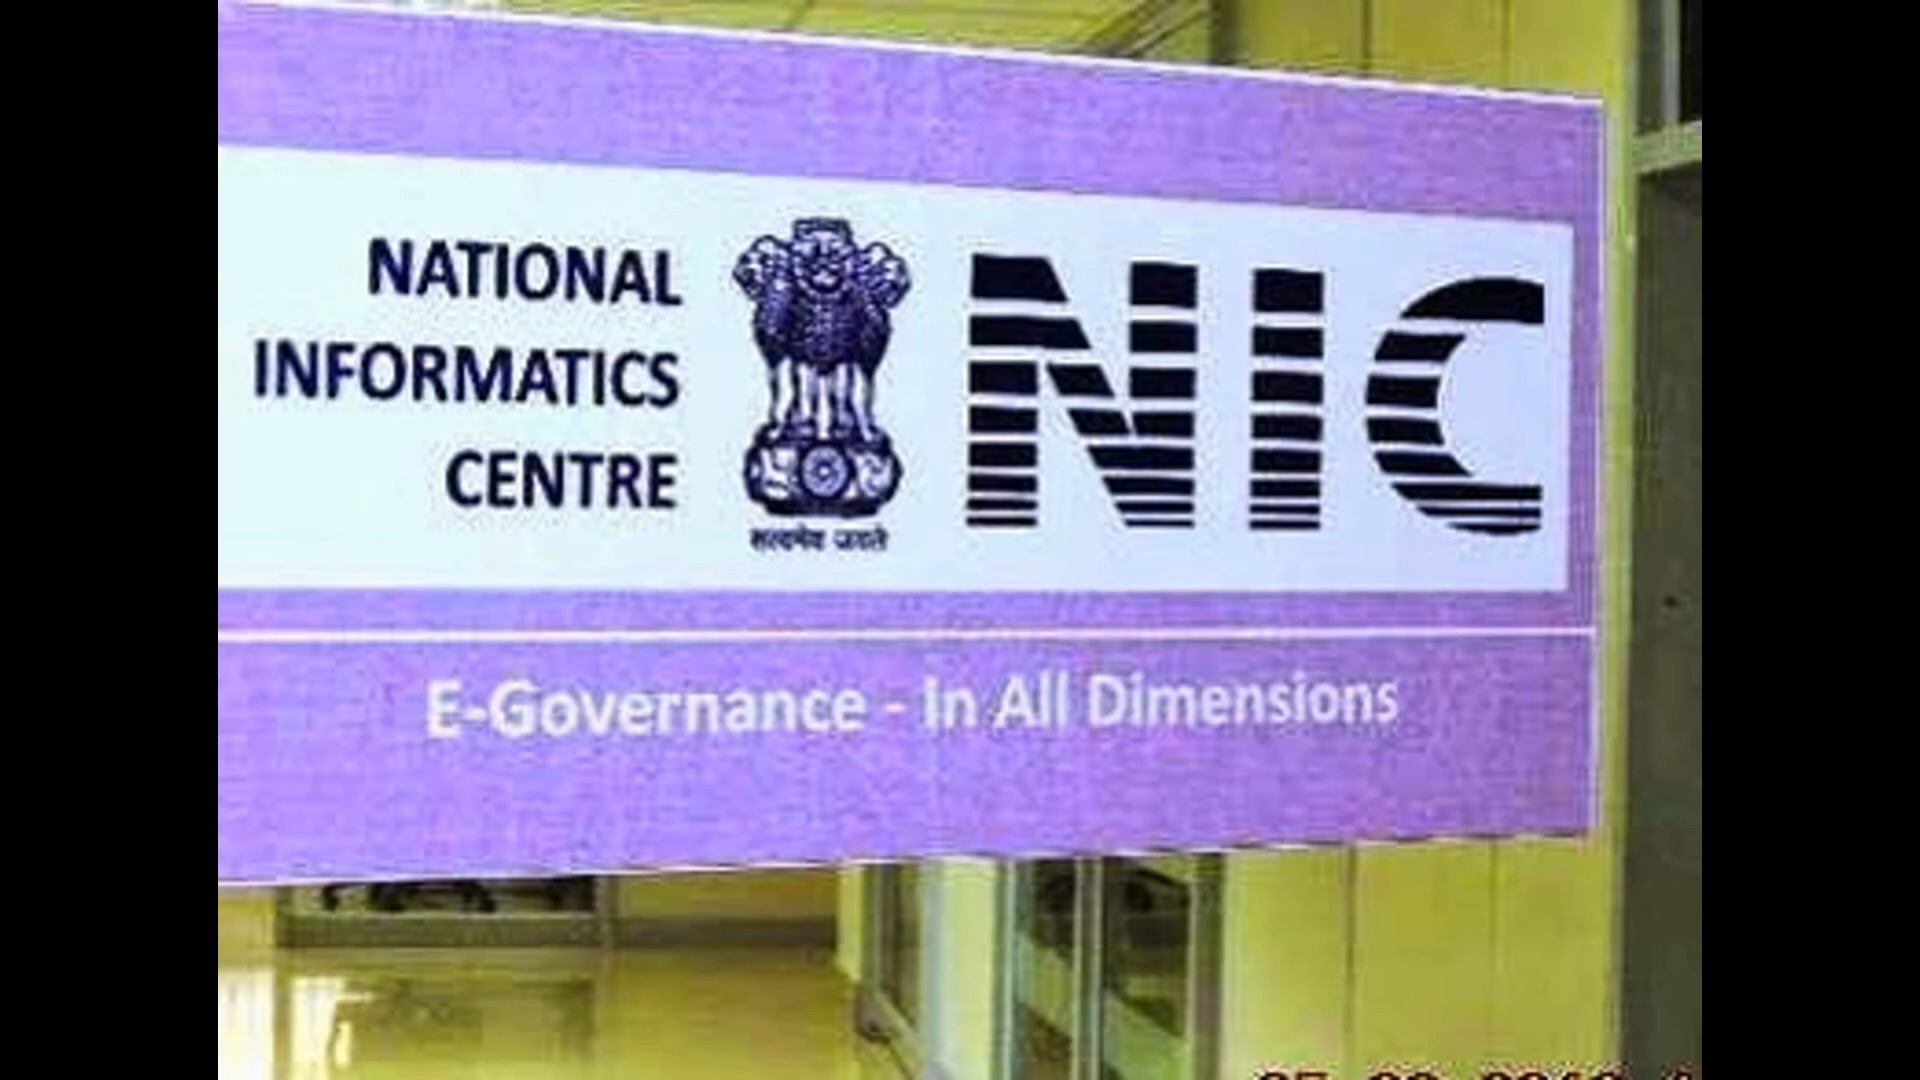 NATIONAL
INFORMATICS
CENTRE
सत्यमेव जयते
NIC
E-Governance - In All Dimensions